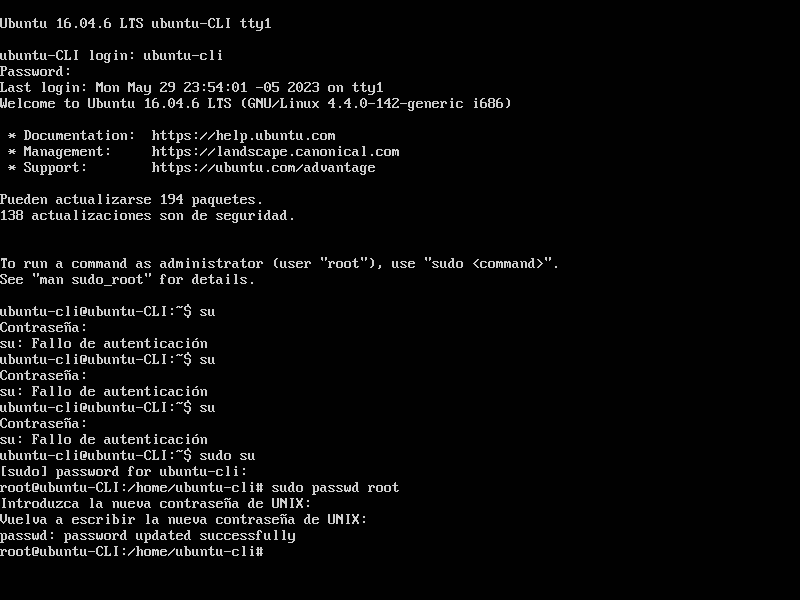 Ubuntu 16.04.6 LTS ubuntu-CLI tty1
ubuntu-CLI login: ubuntu-cli
Password:
Last login: Mon May 29 23:54:01 -05 2023 on tty1
Welcome to Ubuntu 16.04.6 LTS (GNU/Linux 4.4.0-142-generic i686)
* Documentation:  https://help.ubuntu.com
* Management:     https://landscape.canonical.com
* Support:        https://ubuntu.com/advantage
Pueden actualizarse 194 paquetes.
138 actualizaciones son de seguridad.
To run a command as administrator (user "root"), use "sudo <command>".
See "man sudo_root" for details.
ubuntu-cli@ubuntu-CLI:~$ su
Contraseña:
su: Fallo de autenticación
ubuntu-cli@ubuntu-CLI:~$ su
Contraseña:
su: Fallo de autenticación
ubuntu-cli@ubuntu-CLI:~$ su
Contraseña:
su: Fallo de autenticación
ubuntu-cli@ubuntu-CLI:~$ sudo su
[sudo] password for ubuntu-cli:
root@ubuntu-CLI:/home/ubuntu-cli# sudo passwd root
Introduzca la nueva contraseña de UNIX:
Vuelva a escribir la nueva contraseña de UNIX:
passwd: password updated successfully
root@ubuntu-CLI:/home/ubuntu-cli#